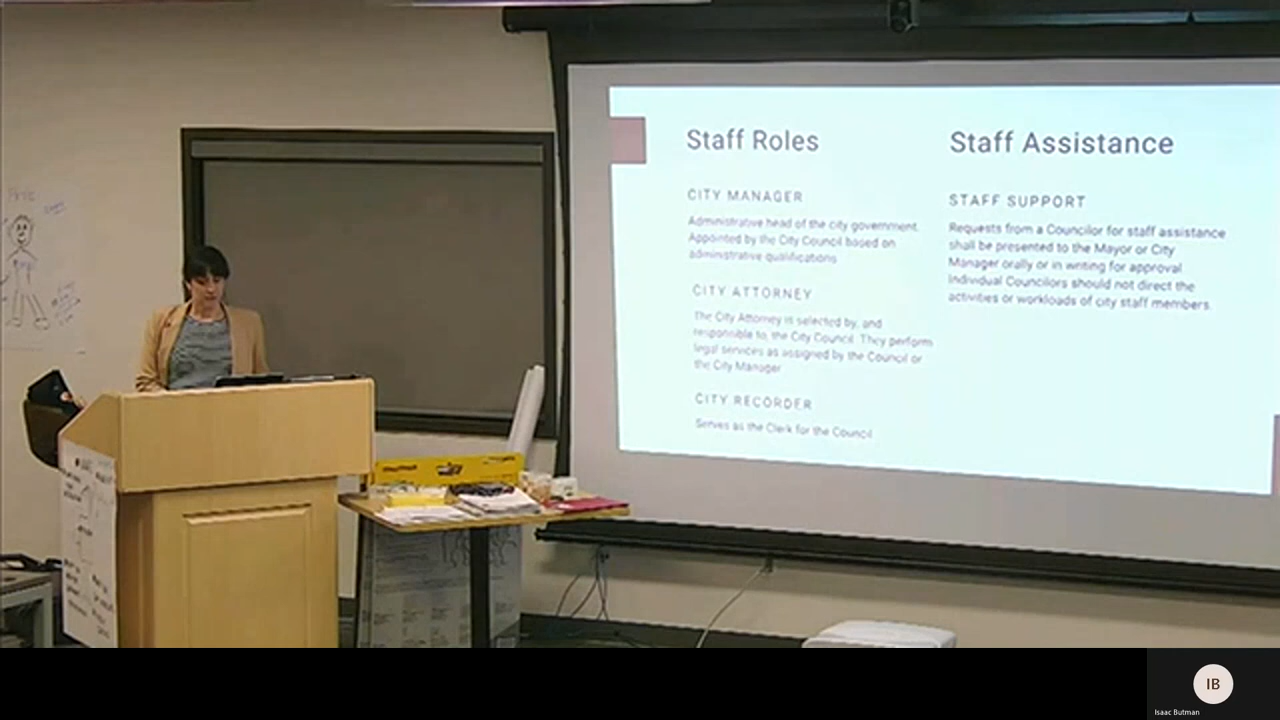 Staff Roles
CITY MANAGER
Administrative head of the city government.
Appointed by the City Council based on
administrative qualifications
CITY ATTORNEY
The City Attorney is selected by, and
responsible to, the City Council. They perform
legal services as assigned by the Council or
the City Manager
CITY RECORDER
Serves as the Clerk for the Council
Staff Assistance
STAFF SUPPORT
Requests from a Councilor for staff assistance
shall be presented to the Mayor or City
Manager orally or in writing for approval
Individual Councilors should not direct the
activities or workloads of city staff members.
IB
Isaac Butman